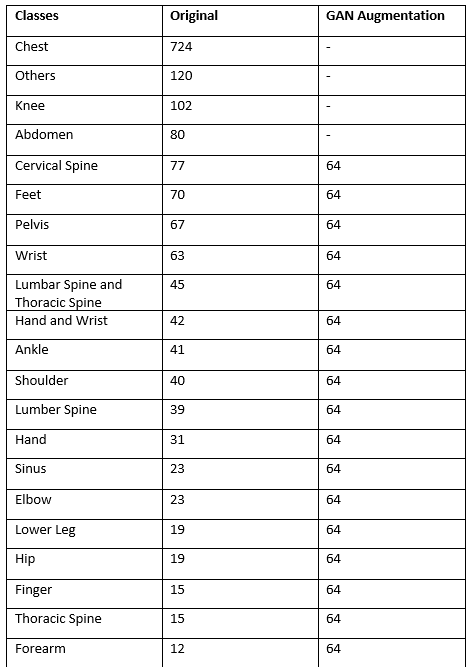 Classes Original GAN Augmentation
Chest 724 -
Others 120 -
Knee 102 -
Abdomen 80 -
Cervical Spine 77 64
Feet 70 64
Pelvis 67 64
Wrist 63 64
Lumbar Spine and 45 64
Thoracic Spine
Hand and Wrist 42 64
Ankle 41 64
Shoulder 40 64
Lumber Spine 39 64
Hand 31 64
Sinus 23 64
Elbow 23 64
Lower Leg 19 64
Hip 19 64
Finger 15 64
Thoracic Spine 15 64
Forearm 12 64